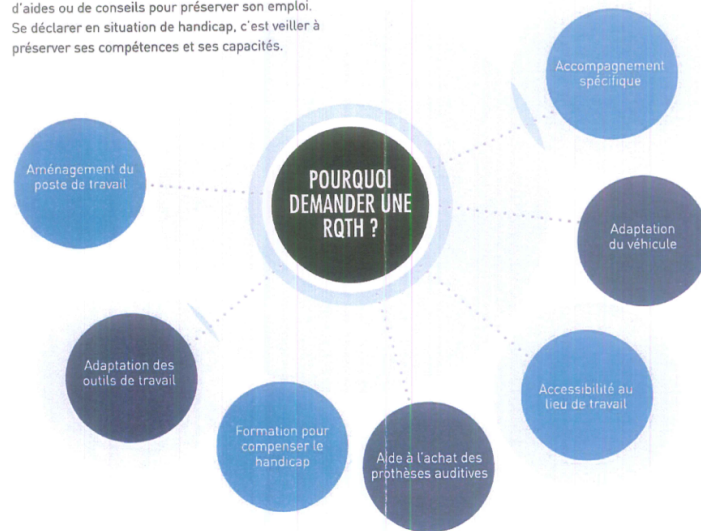 d'aides ou de conseils pour préserver son emploi.
Se déclarer en situation de handicap, c'est veiller à
préserver ses compétences et ses capacités.
Accompagnement
spécifique
Aménagement du
poste de travail
POURQUOI
DEMANDER UNE
RQTH ?
Adaptation
du véhicule
Adaptation des
outils de travail
Accessibilité au
lieu de travail
Formation pour
compenser le
handicap
Aide à l'achat des
prothèses auditives